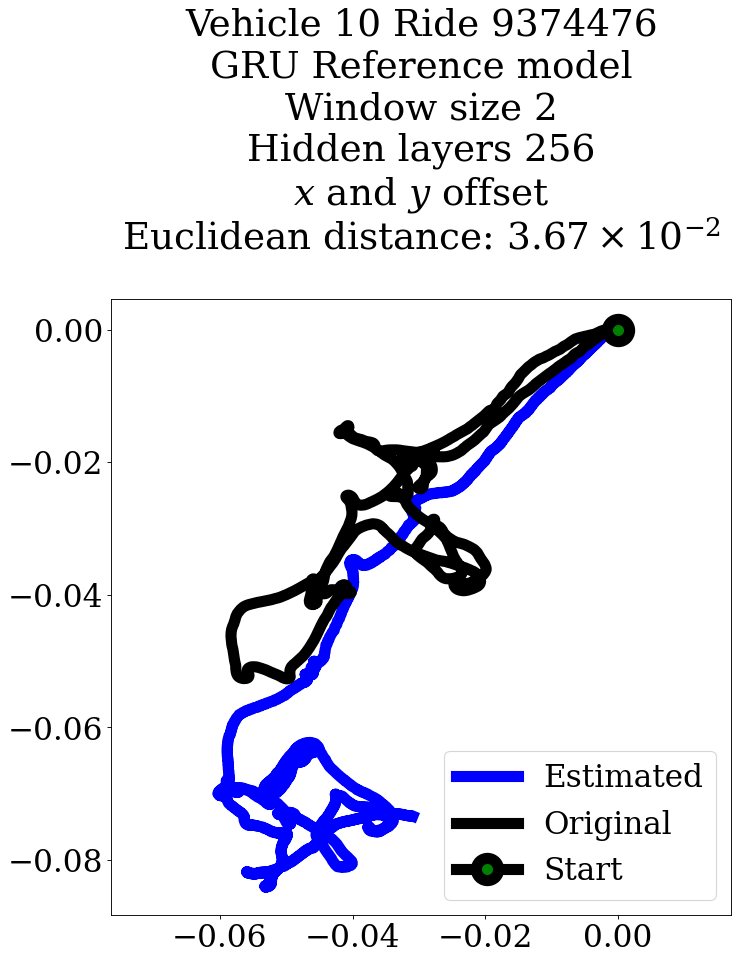 Vehicle 10 Ride 9374476
GRU Reference model
Window size 2
Hidden layers 256
x and y offset
Euclidean distance: 3.67 × 10⁻²
0.00
−0.02
−0.04
−0.06
−0.08
Estimated
Original
Start
−0.06 −0.04 −0.02 0.00